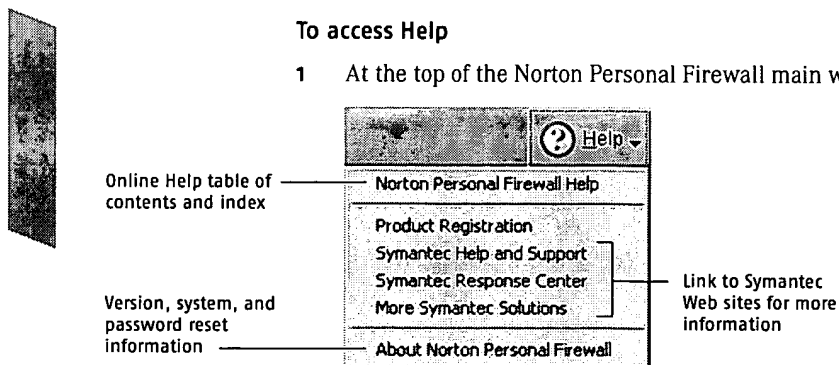 To access Help
1 At the top of the Norton Personal Firewall main
Help
Online Help table of
contents and index
Norton Personal Firewall Help
Product Registration
Symantec Help and Support
Symantec Response Center
More Symantec Solutions
Link to Symantec
Web sites for more
information
Version, system, and
password reset
information
About Norton Personal Firewall